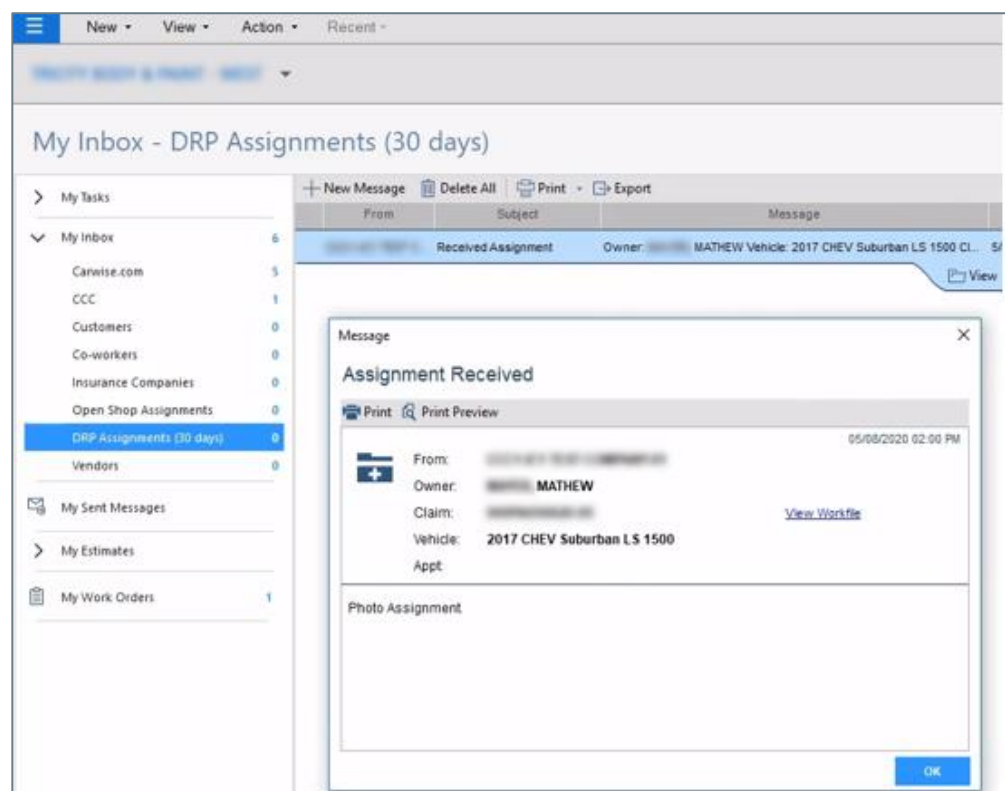 New View Action Recent
My Inbox - DRP Assignments (30 days)
My Tasks
My Inbox 6
Carwise.com 5
CCC 1
Customers 0
Co-workers 0
Insurance Companies 0
Open Shop Assignments 0
DRP Assignments (30 days) 0
Vendors 0
My Sent Messages
My Estimates
My Work Orders 1
New Message Delete All Print Export
From Subject Message
Received Assignment Owner: MATHEW Vehicle: 2017 CHEV Suburban LS 1500 Cl... 5/
View
Message
Assignment Received
Print Print Preview
05/08/2020 02:00 PM
From:
Owner: MATHEW
Claim: View Workfile
Vehicle: 2017 CHEV Suburban LS 1500
Appt:
Photo Assignment
OK